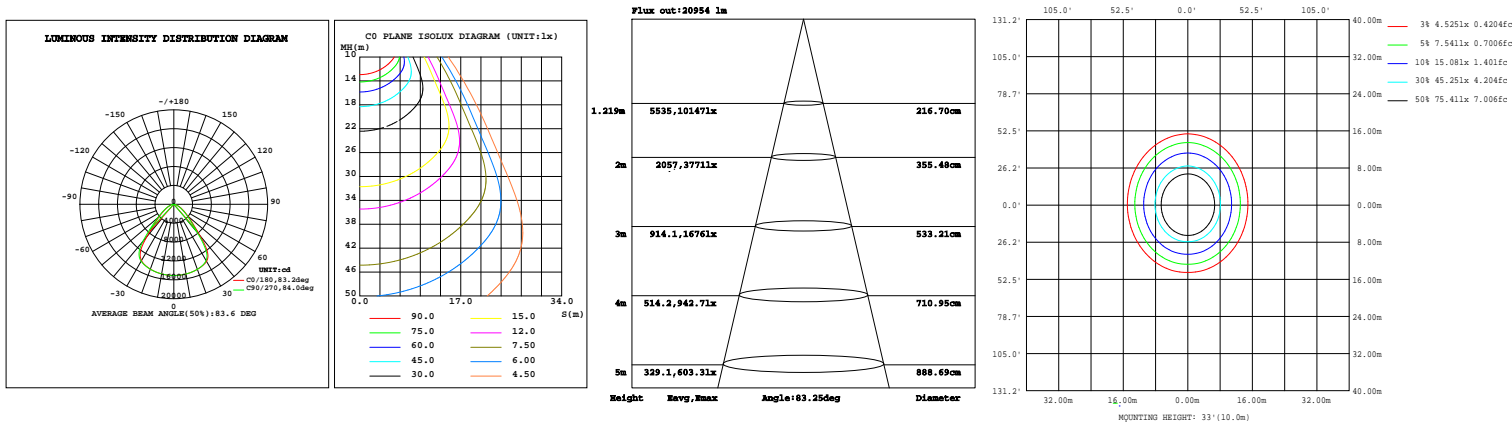 LUMINOUS INTENSITY DISTRIBUTION DIAGRAM
-/+180
-150 150
-120 120
-90 90
-60 60
-30 30
0
0
4000
8000
12000
16000
20000
UNIT:cd
C0/180,83.2deg
C90/270,84.0deg
AVERAGE BEAM ANGLE(50%):83.6 DEG
C0 PLANE ISOLUX DIAGRAM (UNIT:lx)
MH(m)
10
14
18
22
26
30
34
38
42
46
50
0.0 17.0 34.0
S(m)
90.0 15.0
75.0 12.0
60.0 7.50
45.0 6.00
30.0 4.50
Flux out:20954 lm
1.219m 5535,10147lx 216.70cm
2m 2057,3771lx 355.48cm
3m 914.1,1676lx 533.21cm
4m 514.2,942.7lx 710.95cm
5m 329.1,603.3lx 888.69cm
Height Eavg,Emax Angle:83.25deg Diameter
105.0' 52.5' 0.0' 52.5' 105.0'
131.2' 40.00m
105.0' 32.00m
78.7' 24.00m
52.5' 16.00m
26.2' 8.00m
0.0' 0.00m
26.2' 8.00m
52.5' 16.00m
78.7' 24.00m
105.0' 32.00m
131.2' 40.00m
32.00m 16.00m 0.00m 16.00m 32.00m
MOUNTING HEIGHT: 33'(10.0m)
3% 4.525lx 0.4204fc
5% 7.541lx 0.7006fc
10% 15.08lx 1.401fc
30% 45.25lx 4.204fc
50% 75.41lx 7.006fc